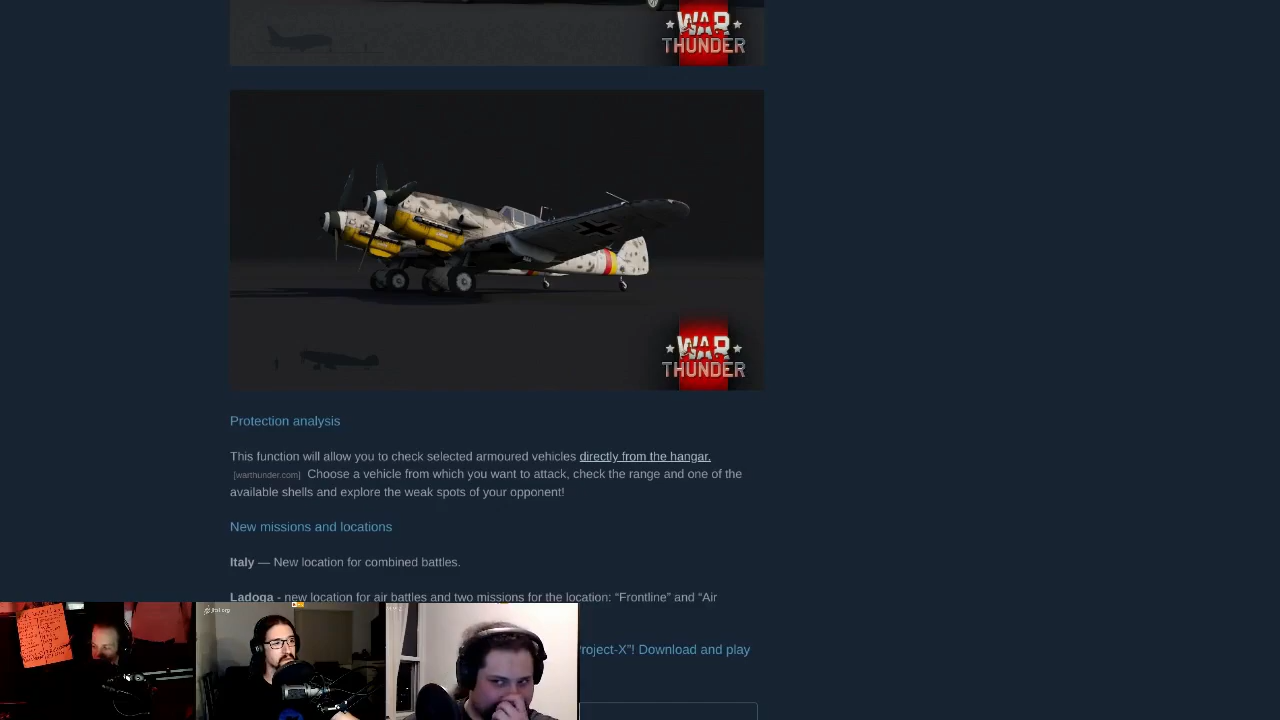 WAR
THUNDER
WAR
THUNDER
Protection analysis
This function will allow you to check selected armoured vehicles directly from the hangar.
[warthunder.com] Choose a vehicle from which you want to attack, check the range and one of the
available shells and explore the weak spots of your opponent!
New missions and locations
Italy — New location for combined battles.
Ladoga - new location for air battles and two missions for the location: “Frontline” and “Air
roject-X”! Download and play